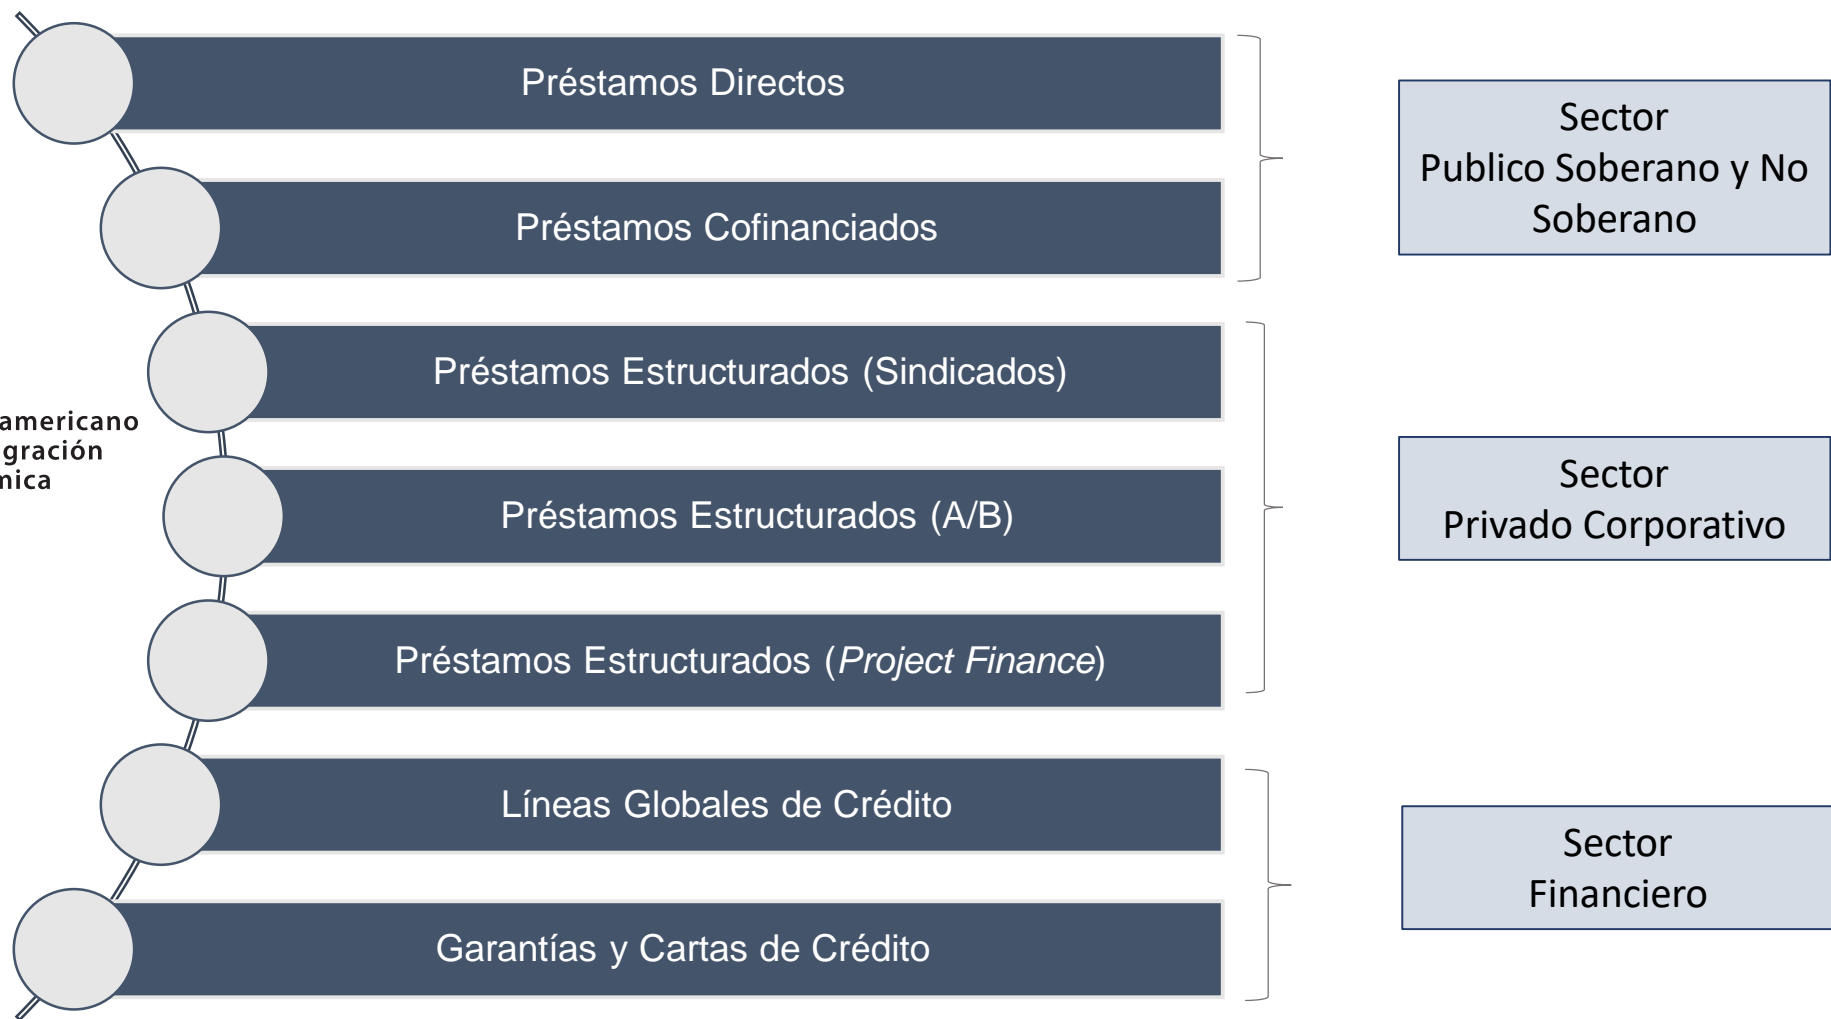 Préstamos Directos
Préstamos Cofinanciados
Préstamos Estructurados (Sindicados)
Préstamos Estructurados (A/B)
Préstamos Estructurados (Project Finance)
Líneas Globales de Crédito
Garantías y Cartas de Crédito
Sector
Publico Soberano y No
Soberano
Sector
Privado Corporativo
Sector
Financiero
americano
gración
mica